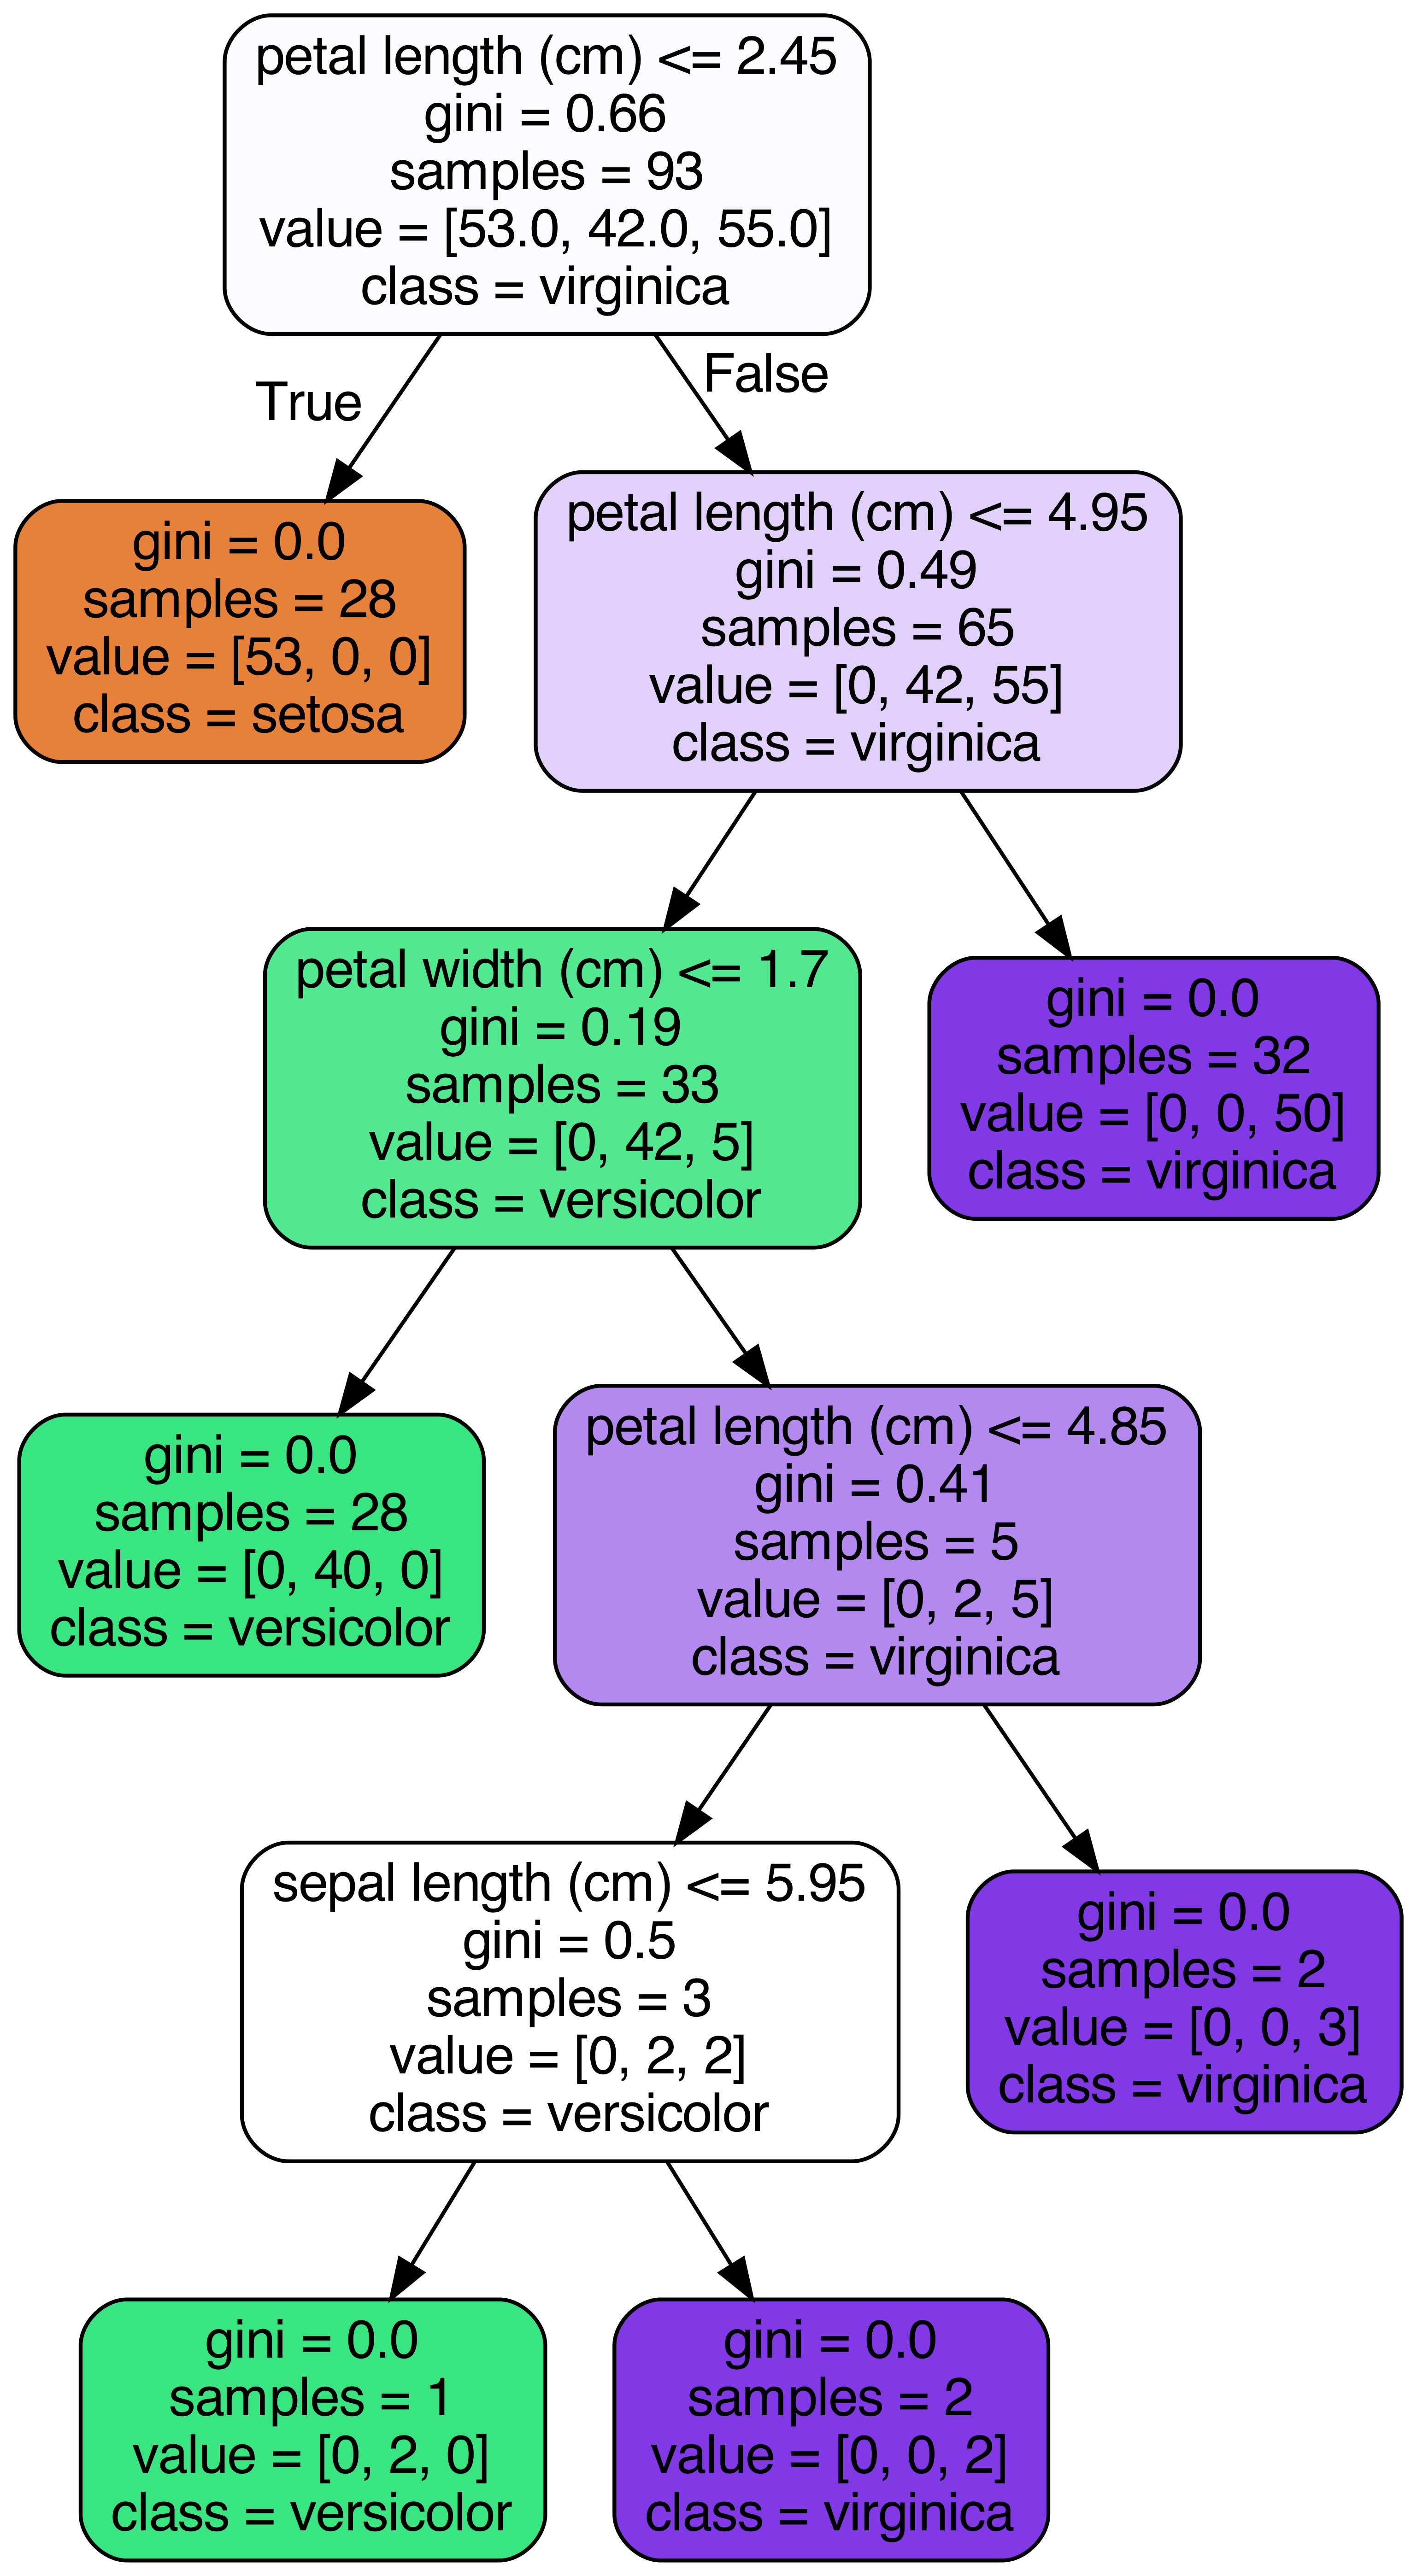 petal length (cm) <= 2.45
gini = 0.66
samples = 93
value = [53.0, 42.0, 55.0]
class = virginica
True
False
gini = 0.0
samples = 28
value = [53, 0, 0]
class = setosa
petal length (cm) <= 4.95
gini = 0.49
samples = 65
value = [0, 42, 55]
class = virginica
petal width (cm) <= 1.7
gini = 0.19
samples = 33
value = [0, 42, 5]
class = versicolor
gini = 0.0
samples = 32
value = [0, 0, 50]
class = virginica
gini = 0.0
samples = 28
value = [0, 40, 0]
class = versicolor
petal length (cm) <= 4.85
gini = 0.41
samples = 5
value = [0, 2, 5]
class = virginica
sepal length (cm) <= 5.95
gini = 0.5
samples = 3
value = [0, 2, 2]
class = versicolor
gini = 0.0
samples = 2
value = [0, 0, 3]
class = virginica
gini = 0.0
samples = 1
value = [0, 2, 0]
class = versicolor
gini = 0.0
samples = 2
value = [0, 0, 2]
class = virginica